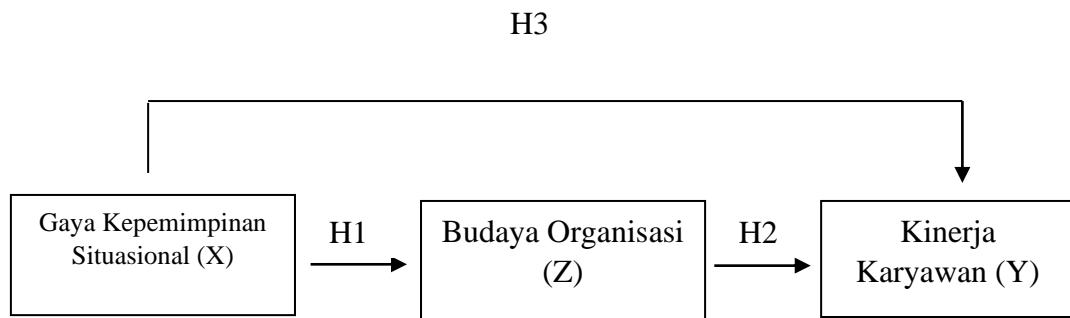 H3
Gaya Kepemimpinan
Situasional (X)
H1
Budaya Organisasi
(Z)
H2
Kinerja
Karyawan (Y)